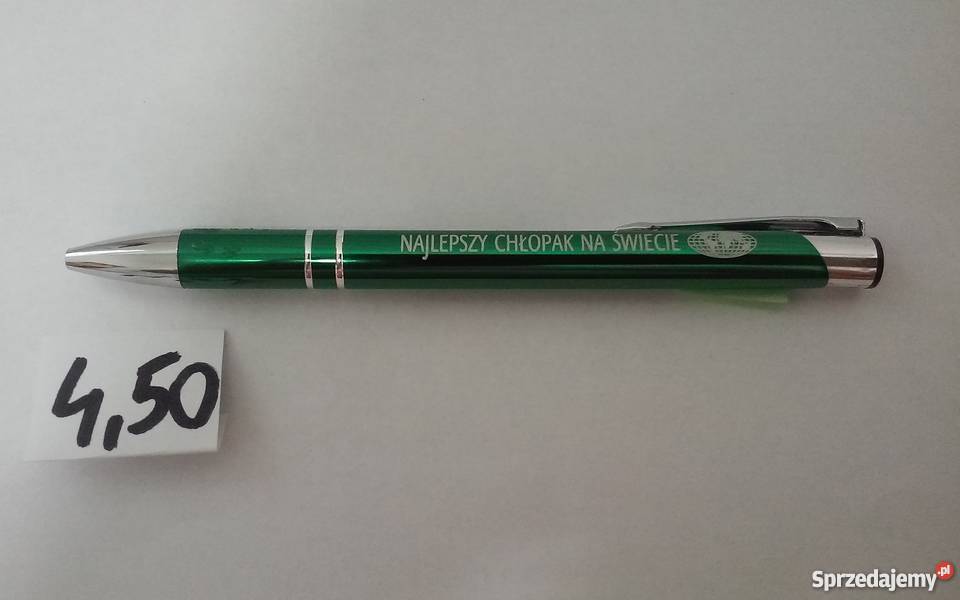 NAJLEPSZY CHŁOPAK NA ŚWIECIE
4,50
Sprzedajemy.pl